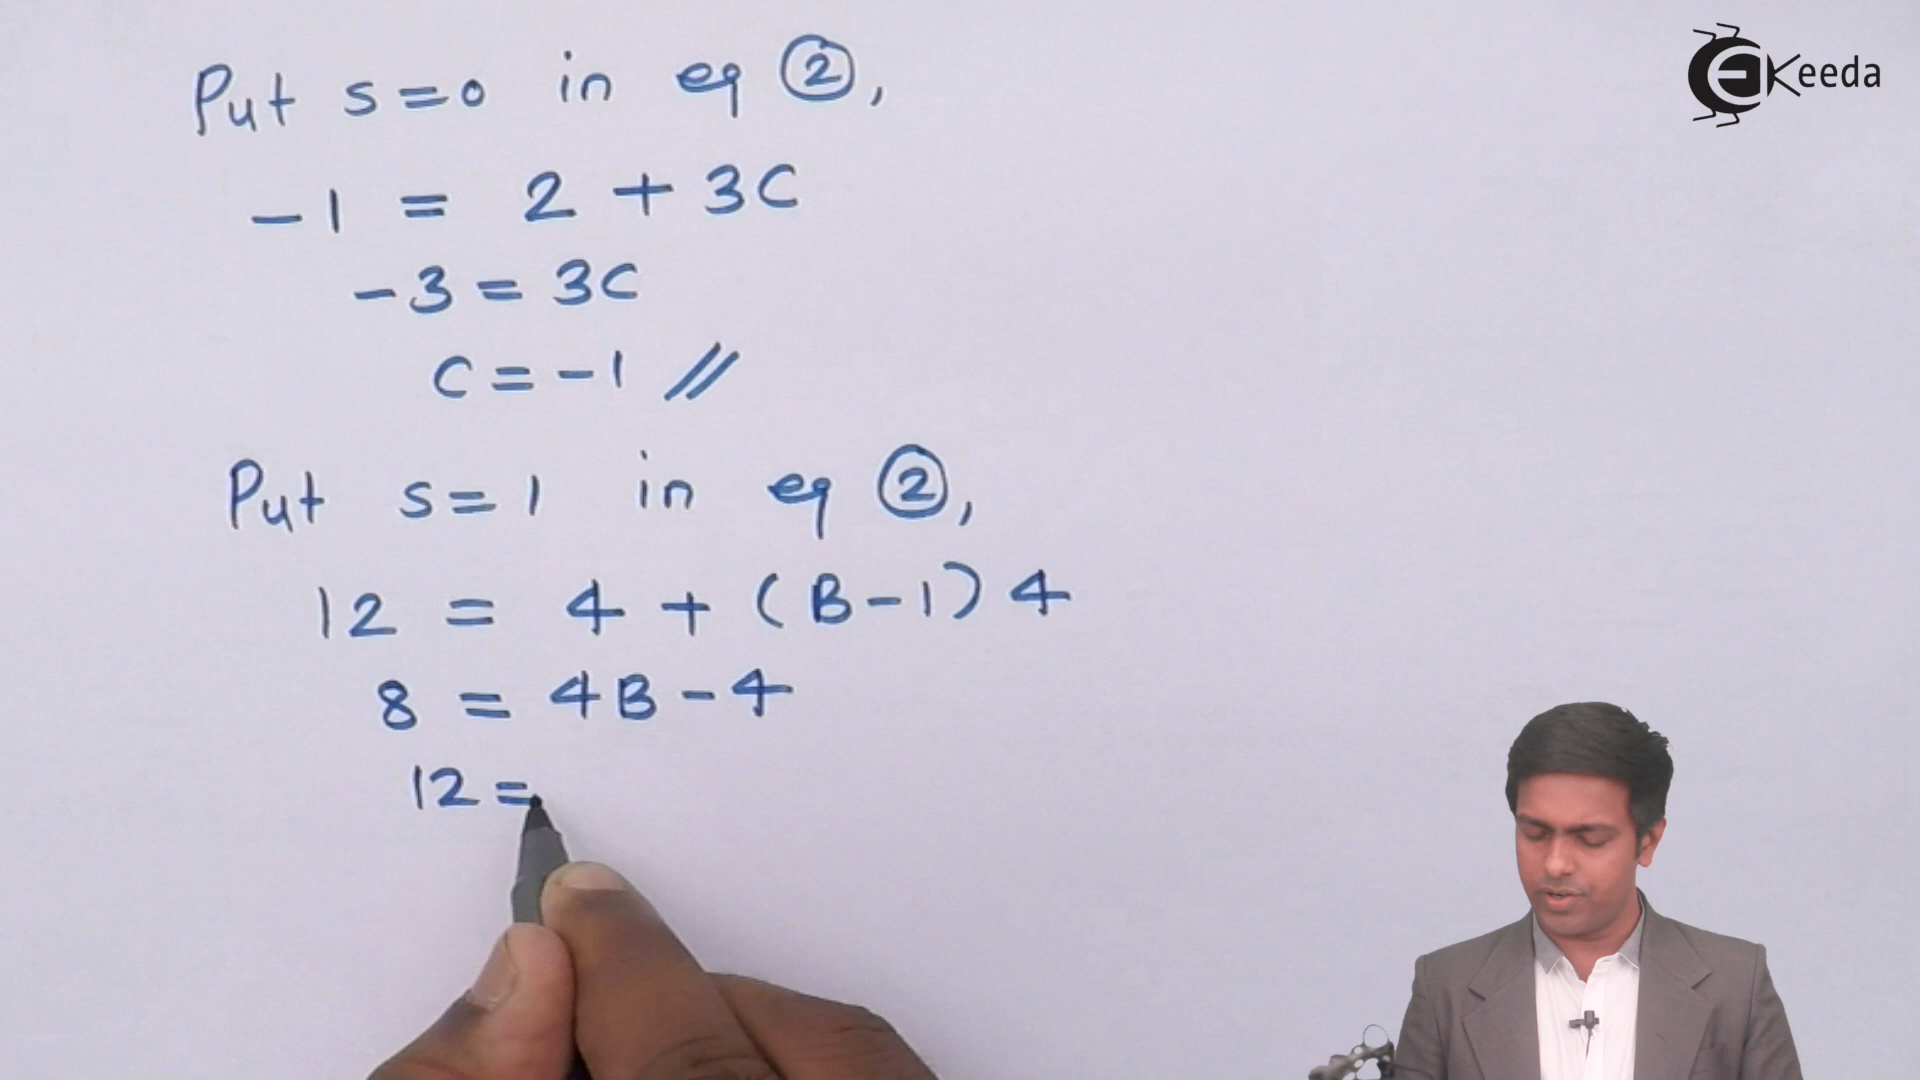 Put s=0 in eq ②,
-1 = 2 + 3C
-3 = 3C
C = -1 //
Put s=1 in eq ②,
12 = 4 + (B-1) 4
8 = 4B - 4
12 =
EKeeda